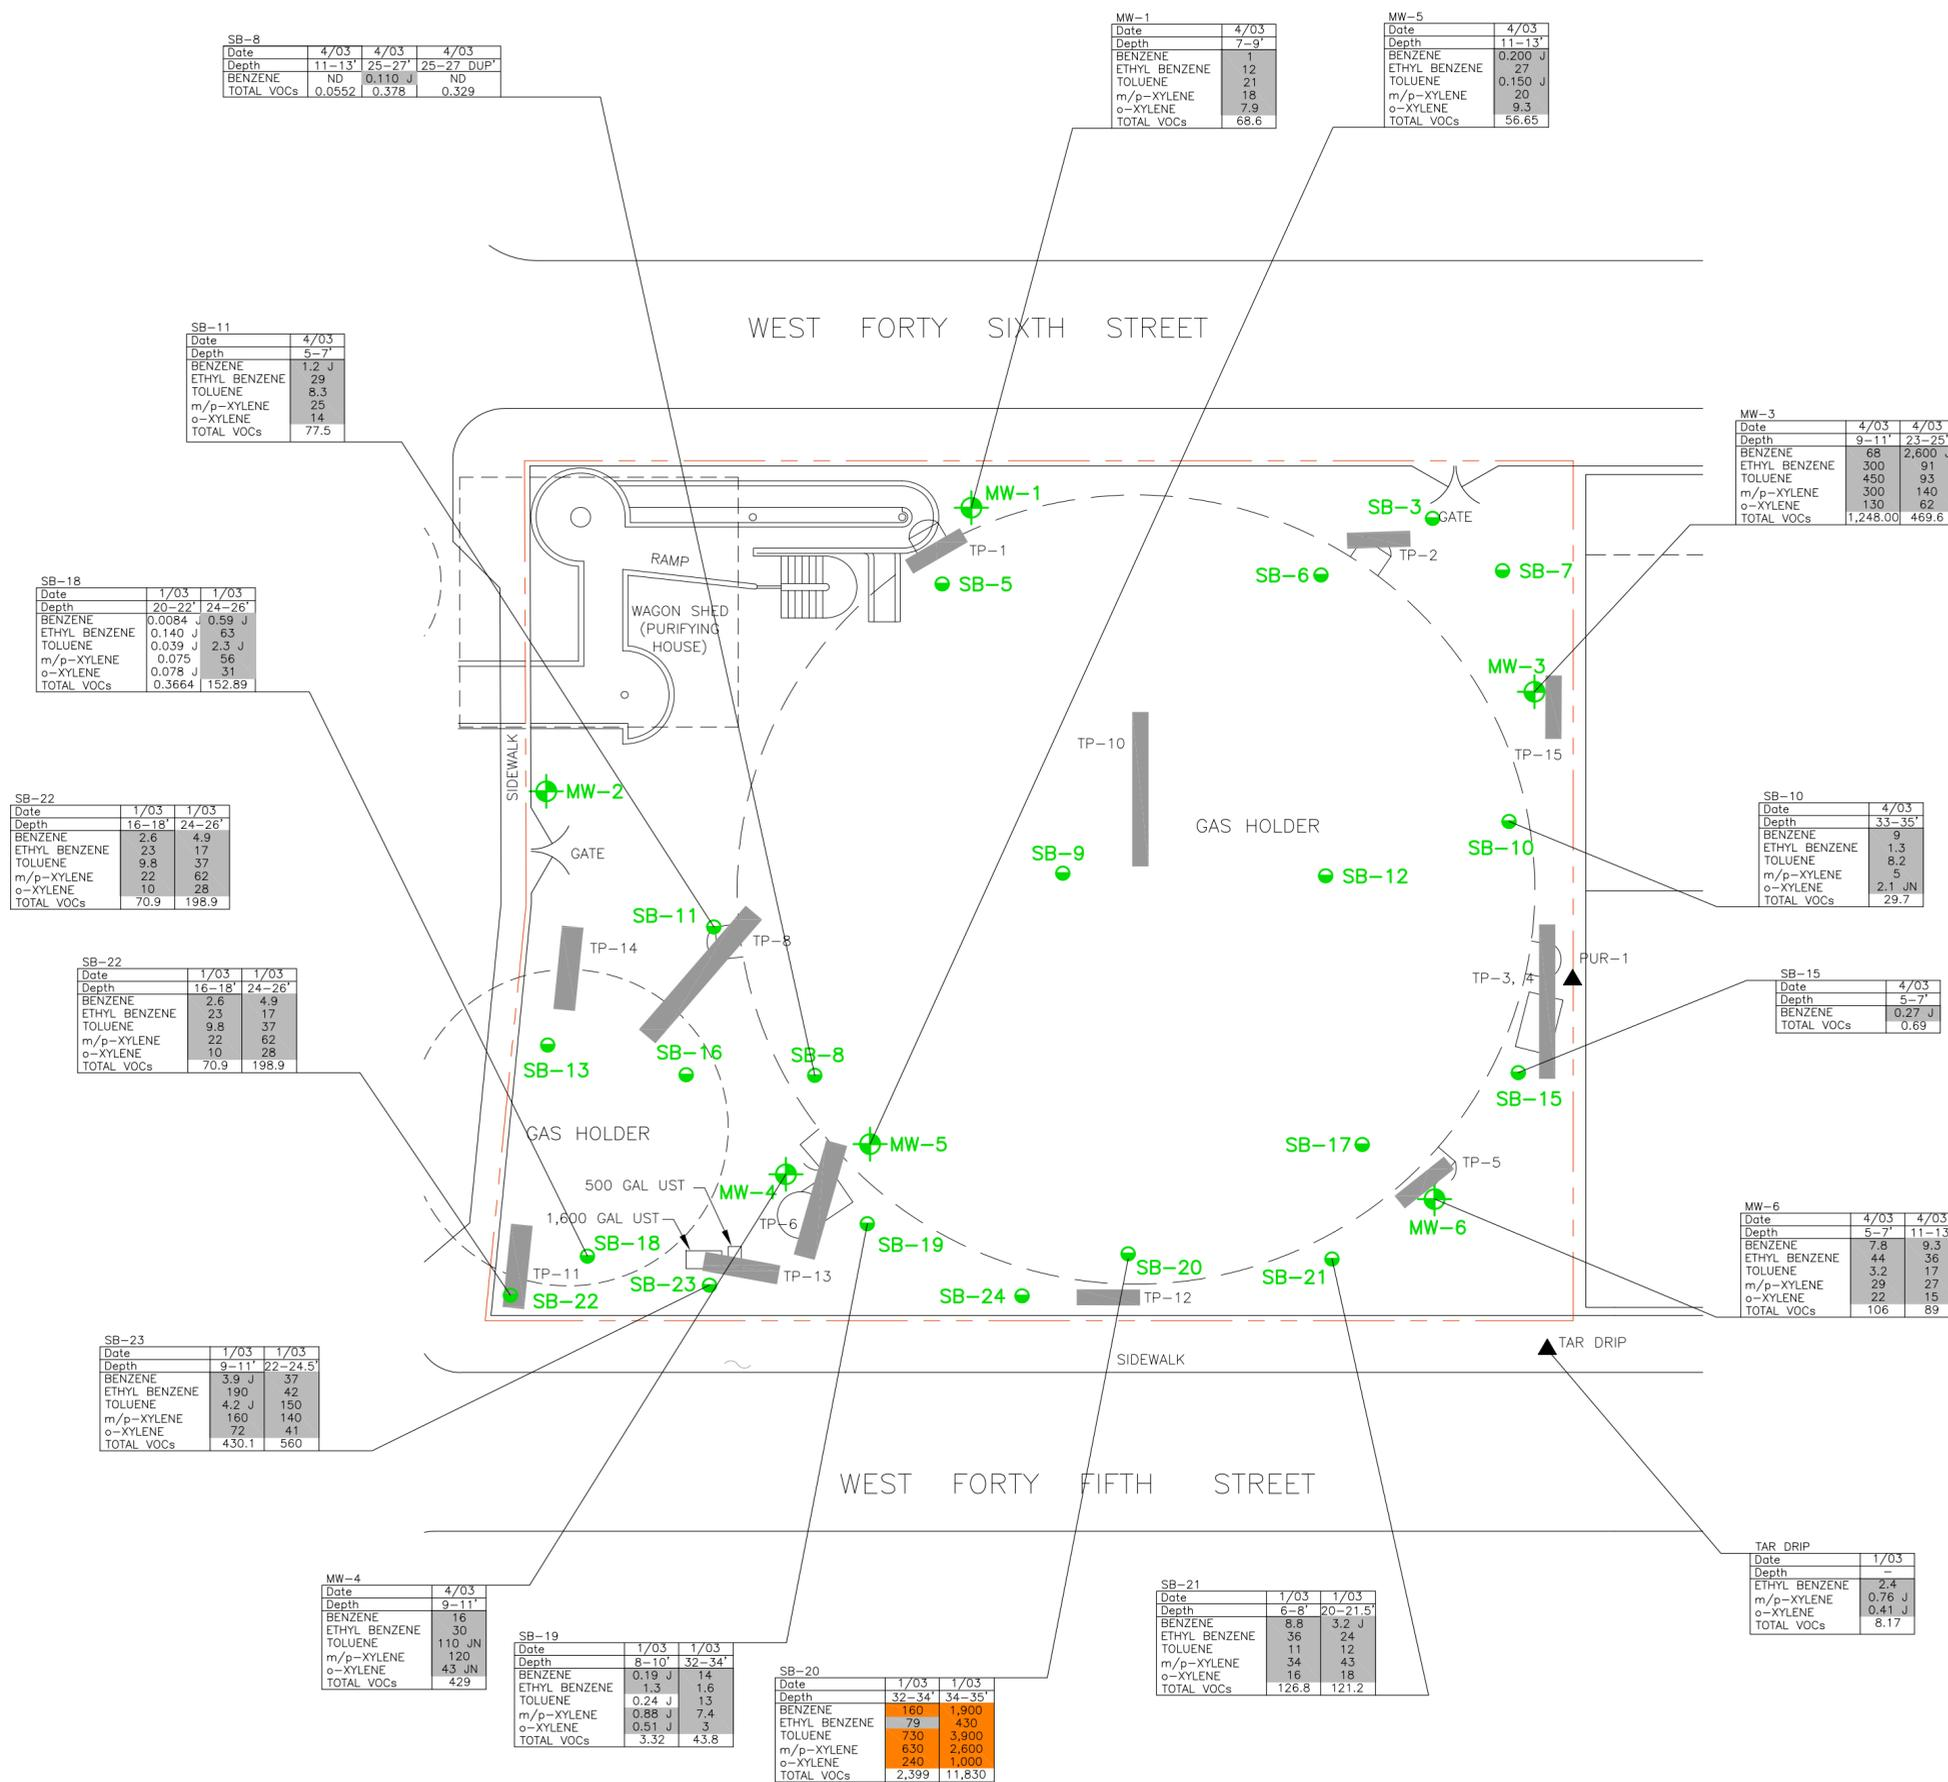 SB-8
Date 4/03 4/03 4/03
Depth 11-13' 25-27' 25-27 DUP'
BENZENE ND 0.110 J ND
TOTAL VOCs 0.0552 0.378 0.329
MW-1
Date 4/03
Depth 7-9'
BENZENE 1
ETHYL BENZENE 12
TOLUENE 21
m/p-XYLENE 18
o-XYLENE 7.9
TOTAL VOCs 68.6
MW-5
Date 4/03
Depth 11-13'
BENZENE 0.200 J
ETHYL BENZENE 27
TOLUENE 0.150 J
m/p-XYLENE 20
o-XYLENE 9.3
TOTAL VOCs 56.65
WEST FORTY SIXTH STREET
SB-11
Date 4/03
Depth 5-7'
BENZENE 1.2 J
ETHYL BENZENE 29
TOLUENE 8.3
m/p-XYLENE 25
o-XYLENE 14
TOTAL VOCs 77.5
MW-3
Date 4/03 4/03
Depth 9-11' 23-25'
BENZENE 68 2,600 J
ETHYL BENZENE 300 91
TOLUENE 450 93
m/p-XYLENE 300 140
o-XYLENE 130 62
TOTAL VOCs 1,248.00 469.6
MW-1
SB-3
GATE
TP-1
TP-2
RAMP
SB-5
SB-6
SB-7
WAGON SHED
(PURIFYING
HOUSE)
SB-18
Date 1/03 1/03
Depth 20-22' 24-26'
BENZENE 0.0084 J 0.59 J
ETHYL BENZENE 0.140 J 63
TOLUENE 0.039 J 2.3 J
m/p-XYLENE 0.075 56
o-XYLENE 0.078 J 31
TOTAL VOCs 0.3664 152.89
MW-3
TP-10
TP-15
SIDEWALK
MW-2
SB-22
Date 1/03 1/03
Depth 16-18' 24-26'
BENZENE 2.6 4.9
ETHYL BENZENE 23 17
TOLUENE 9.8 37
m/p-XYLENE 22 62
o-XYLENE 10 28
TOTAL VOCs 70.9 198.9
SB-10
Date 4/03
Depth 33-35'
BENZENE 9
ETHYL BENZENE 1.3
TOLUENE 8.2
m/p-XYLENE 5
o-XYLENE 2.1 JN
TOTAL VOCs 29.7
GAS HOLDER
GATE
SB-9
SB-10
SB-12
SB-11
TP-14
TP-8
PUR-1
TP-3, 4
SB-22
Date 1/03 1/03
Depth 16-18' 24-26'
BENZENE 2.6 4.9
ETHYL BENZENE 23 17
TOLUENE 9.8 37
m/p-XYLENE 22 62
o-XYLENE 10 28
TOTAL VOCs 70.9 198.9
SB-15
Date 4/03
Depth 5-7'
BENZENE 0.27 J
TOTAL VOCs 0.69
SB-13
SB-16
SB-8
SB-15
GAS HOLDER
MW-5
SB-17
TP-5
500 GAL UST
MW-4
1,600 GAL UST
TP-6
MW-6
SB-18
SB-19
SB-20
SB-21
TP-11
SB-23
TP-13
SB-22
SB-24
TP-12
MW-6
Date 4/03 4/03
Depth 5-7' 11-13
BENZENE 7.8 9.3
ETHYL BENZENE 44 36
TOLUENE 3.2 17
m/p-XYLENE 29 27
o-XYLENE 22 15
TOTAL VOCs 106 89
SB-23
Date 1/03 1/03
Depth 9-11' 22-24.5'
BENZENE 3.9 J 37
ETHYL BENZENE 190 42
TOLUENE 4.2 J 150
m/p-XYLENE 160 140
o-XYLENE 72 41
TOTAL VOCs 430.1 560
TAR DRIP
SIDEWALK
WEST FORTY FIFTH STREET
MW-4
Date 4/03
Depth 9-11'
BENZENE 16
ETHYL BENZENE 30
TOLUENE 110 JN
m/p-XYLENE 120
o-XYLENE 43 JN
TOTAL VOCs 429
SB-19
Date 1/03 1/03
Depth 8-10' 32-34'
BENZENE 0.19 J 14
ETHYL BENZENE 1.3 1.6
TOLUENE 0.24 J 13
m/p-XYLENE 0.88 J 7.4
o-XYLENE 0.51 J 3
TOTAL VOCs 3.32 43.8
SB-20
Date 1/03 1/03
Depth 32-34' 34-35'
BENZENE 160 1,900
ETHYL BENZENE 79 430
TOLUENE 730 3,900
m/p-XYLENE 630 2,600
o-XYLENE 240 1,000
TOTAL VOCs 2,399 11,830
SB-21
Date 1/03 1/03
Depth 6-8' 20-21.5'
BENZENE 8.8 3.2 J
ETHYL BENZENE 36 24
TOLUENE 11 12
m/p-XYLENE 34 43
o-XYLENE 16 18
TOTAL VOCs 126.8 121.2
TAR DRIP
Date 1/03
Depth -
ETHYL BENZENE 2.4
m/p-XYLENE 0.76 J
o-XYLENE 0.41 J
TOTAL VOCs 8.17